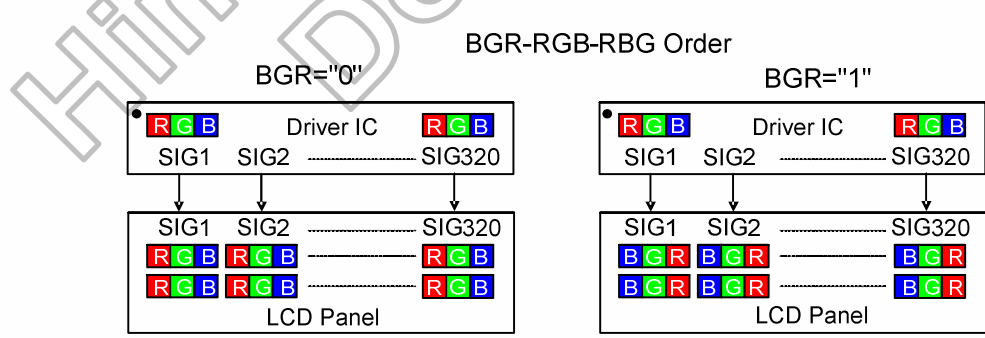 BGR-RGB-RBG Order
BGR="0"
RGB Driver IC RGB
SIG1 SIG2 SIG320
SIG1 SIG2 SIG320
RGB RGB RGB
RGB RGB RGB
LCD Panel
BGR="1"
RGB Driver IC RGB
SIG1 SIG2 SIG320
SIG1 SIG2 SIG320
BGR BGR BGR
BGR BGR BGR
LCD Panel